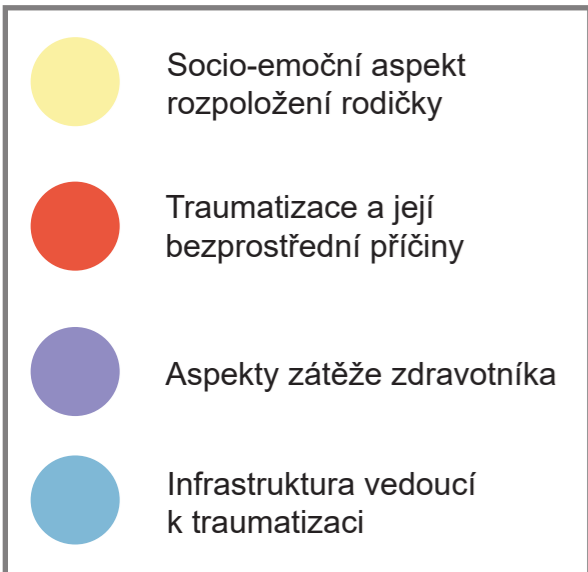 Socio-emoční aspekt
rozpoložení rodičky
Traumatizace a její
bezprostřední příčiny
Aspekty zátěže zdravotníka
Infrastruktura vedoucí
k traumatizaci